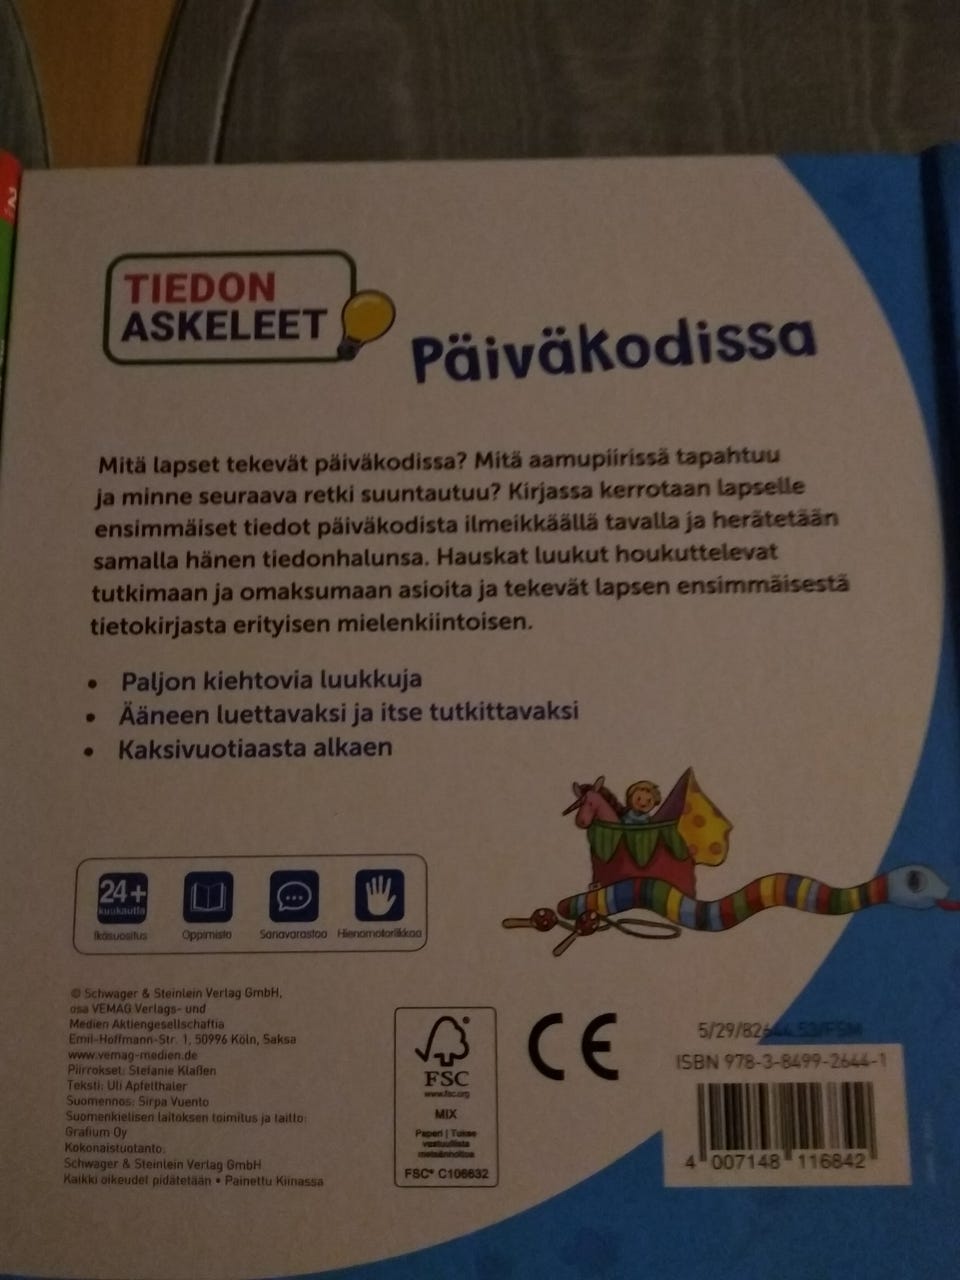 TIEDON
ASKELEET
Päiväkodissa
Mitä lapset tekevät päiväkodissa? Mitä aamupiirissä tapahtuu
ja minne seuraava retki suuntautuu? Kirjassa kerrotaan lapselle
ensimmäiset tiedot päiväkodista ilmeikkäällä tavalla ja herätetään
samalla hänen tiedonhalunsa. Hauskat luukut houkuttelevat
tutkimaan ja omaksumaan asioita ja tekevät lapsen ensimmäisestä
tietokirjasta erityisen mielenkiintoisen.
• Paljon kiehtovia luukkuja
• Ääneen luettavaksi ja itse tutkittavaksi
• Kaksivuotiaasta alkaen
24+
kuukautta
Ikäsuositus
Oppimista
Sanavarastoa
Hienomotoriikkaa
© Schwager & Steinlein Verlag GmbH,
osa VEMAG Verlags- und
Medien Aktiengesellschaftia
Emil-Hoffmann-Str. 1, 50996 Köln, Saksa
www.vemag-medien.de
Piirrokset: Stefanie Klaßen
Teksti: Uli Apfelthaler
Suomennos: Sirpa Vuento
Suomenkielisen laitoksen toimitus ja taitto:
Grafium Oy
Kokonaistuotanto:
Schwager & Steinlein Verlag GmbH
Kaikki oikeudet pidätetään • Painettu Kiinassa
FSC
www.fsc.org
MIX
Paperi | Tukee
vastuullista
metsänhoitoa
FSC® C106632
CE
ISBN 978-3-8499-2644-1
4 007148 116842